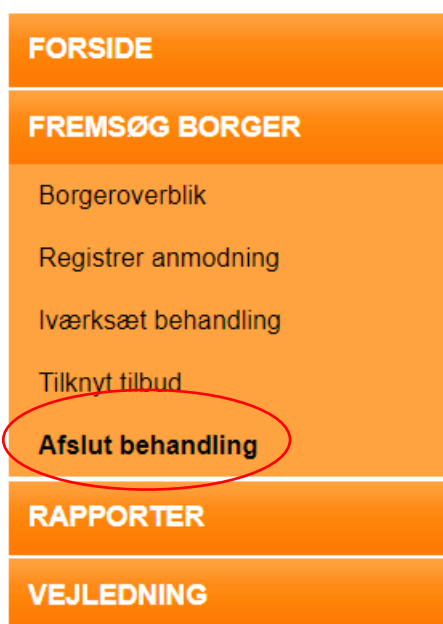 FORSIDE
FREMSØG BORGER
Borgeroverblik
Registrer anmodning
Iværksæt behandling
Tilknyt tilbud
Afslut behandling
RAPPORTER
VEJLEDNING